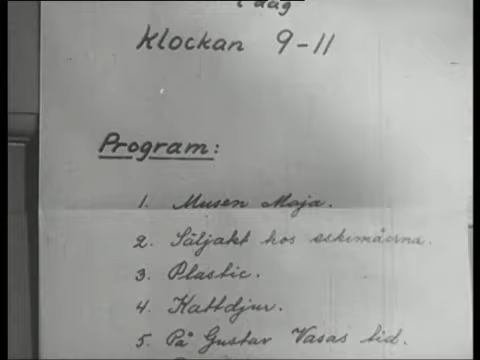 i dag
Klockan 9-11
Program:
1. Musen Maja.
2. Säljakt hos eskimåerna.
3. Plastic.
4. Kattdjur.
5. På Gustav Vasas tid.